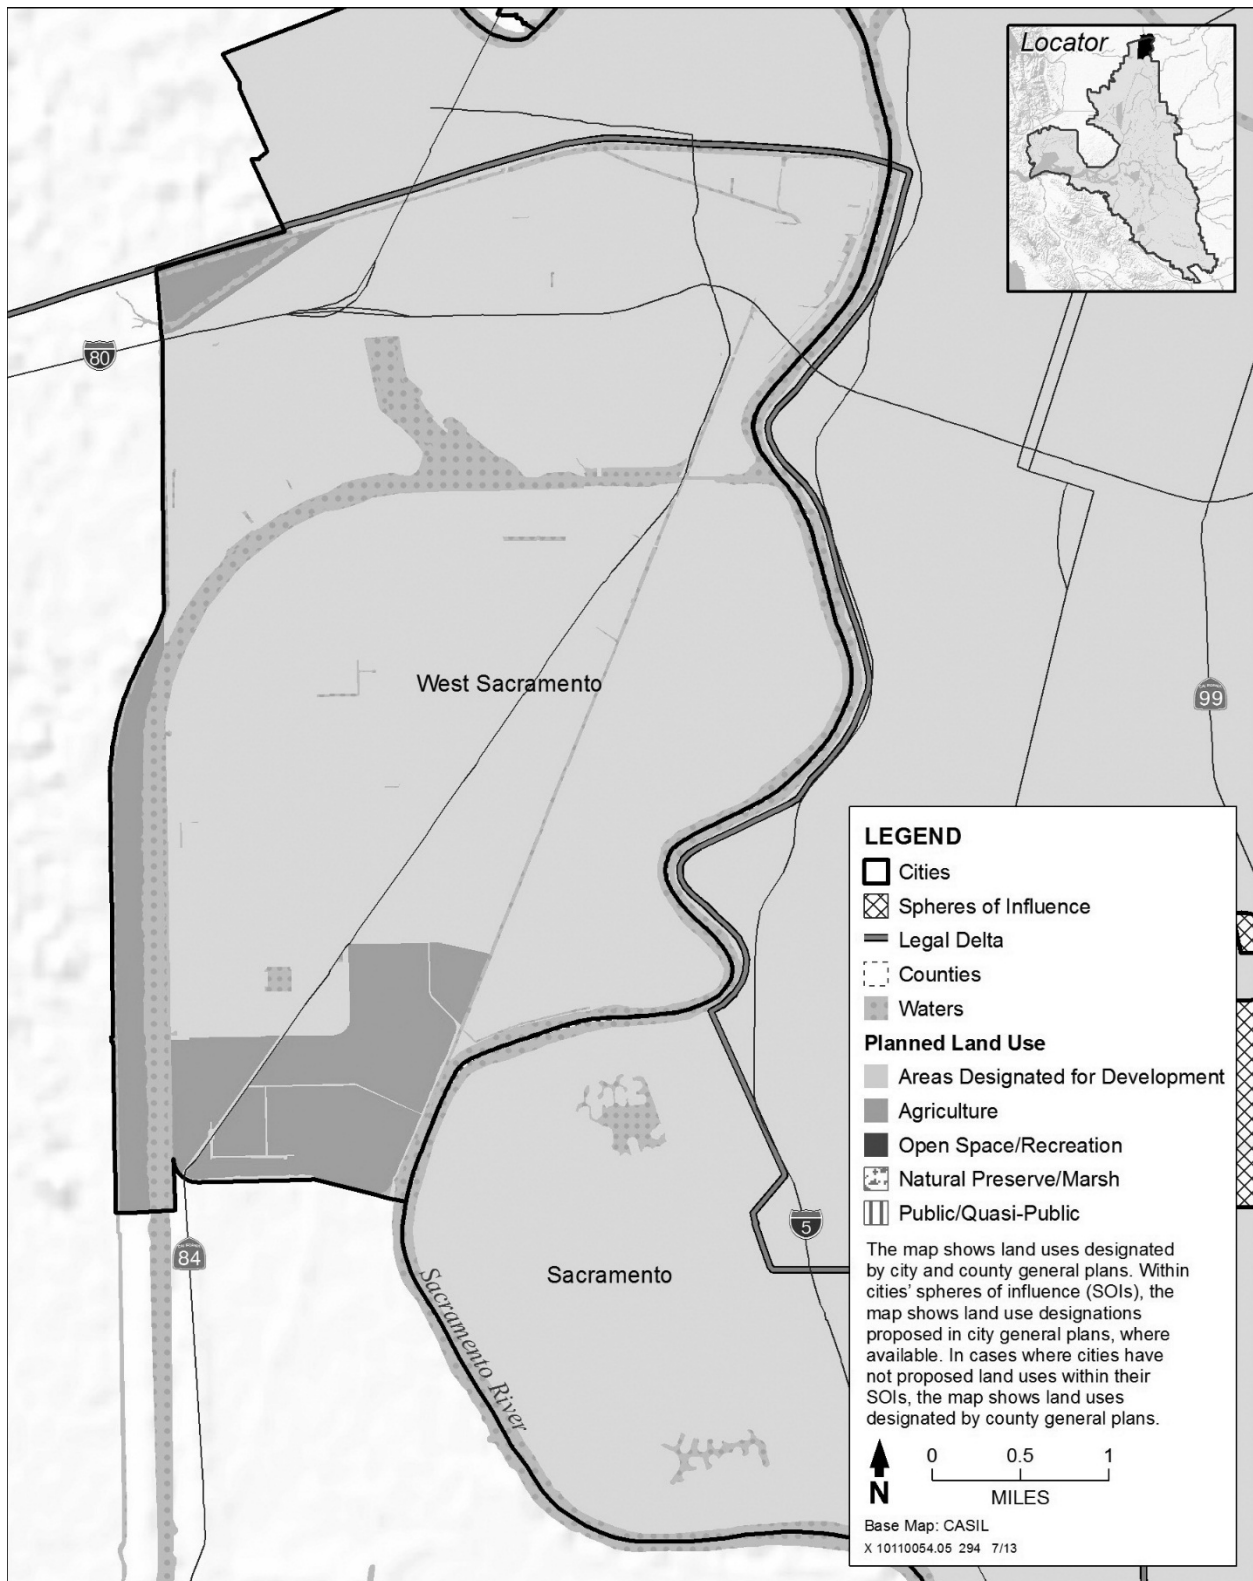 Locator
80
West Sacramento
99
84
Sacramento River
Sacramento
5
LEGEND
Cities
Spheres of Influence
Legal Delta
Counties
Waters
Planned Land Use
Areas Designated for Development
Agriculture
Open Space/Recreation
Natural Preserve/Marsh
Public/Quasi-Public
The map shows land uses designated
by city and county general plans. Within
cities' spheres of influence (SOIs), the
map shows land use designations
proposed in city general plans, where
available. In cases where cities have
not proposed land uses within their
SOIs, the map shows land uses
designated by county general plans.
0 0.5 1
N
MILES
Base Map: CASIL
X 10110054.05 294 7/13